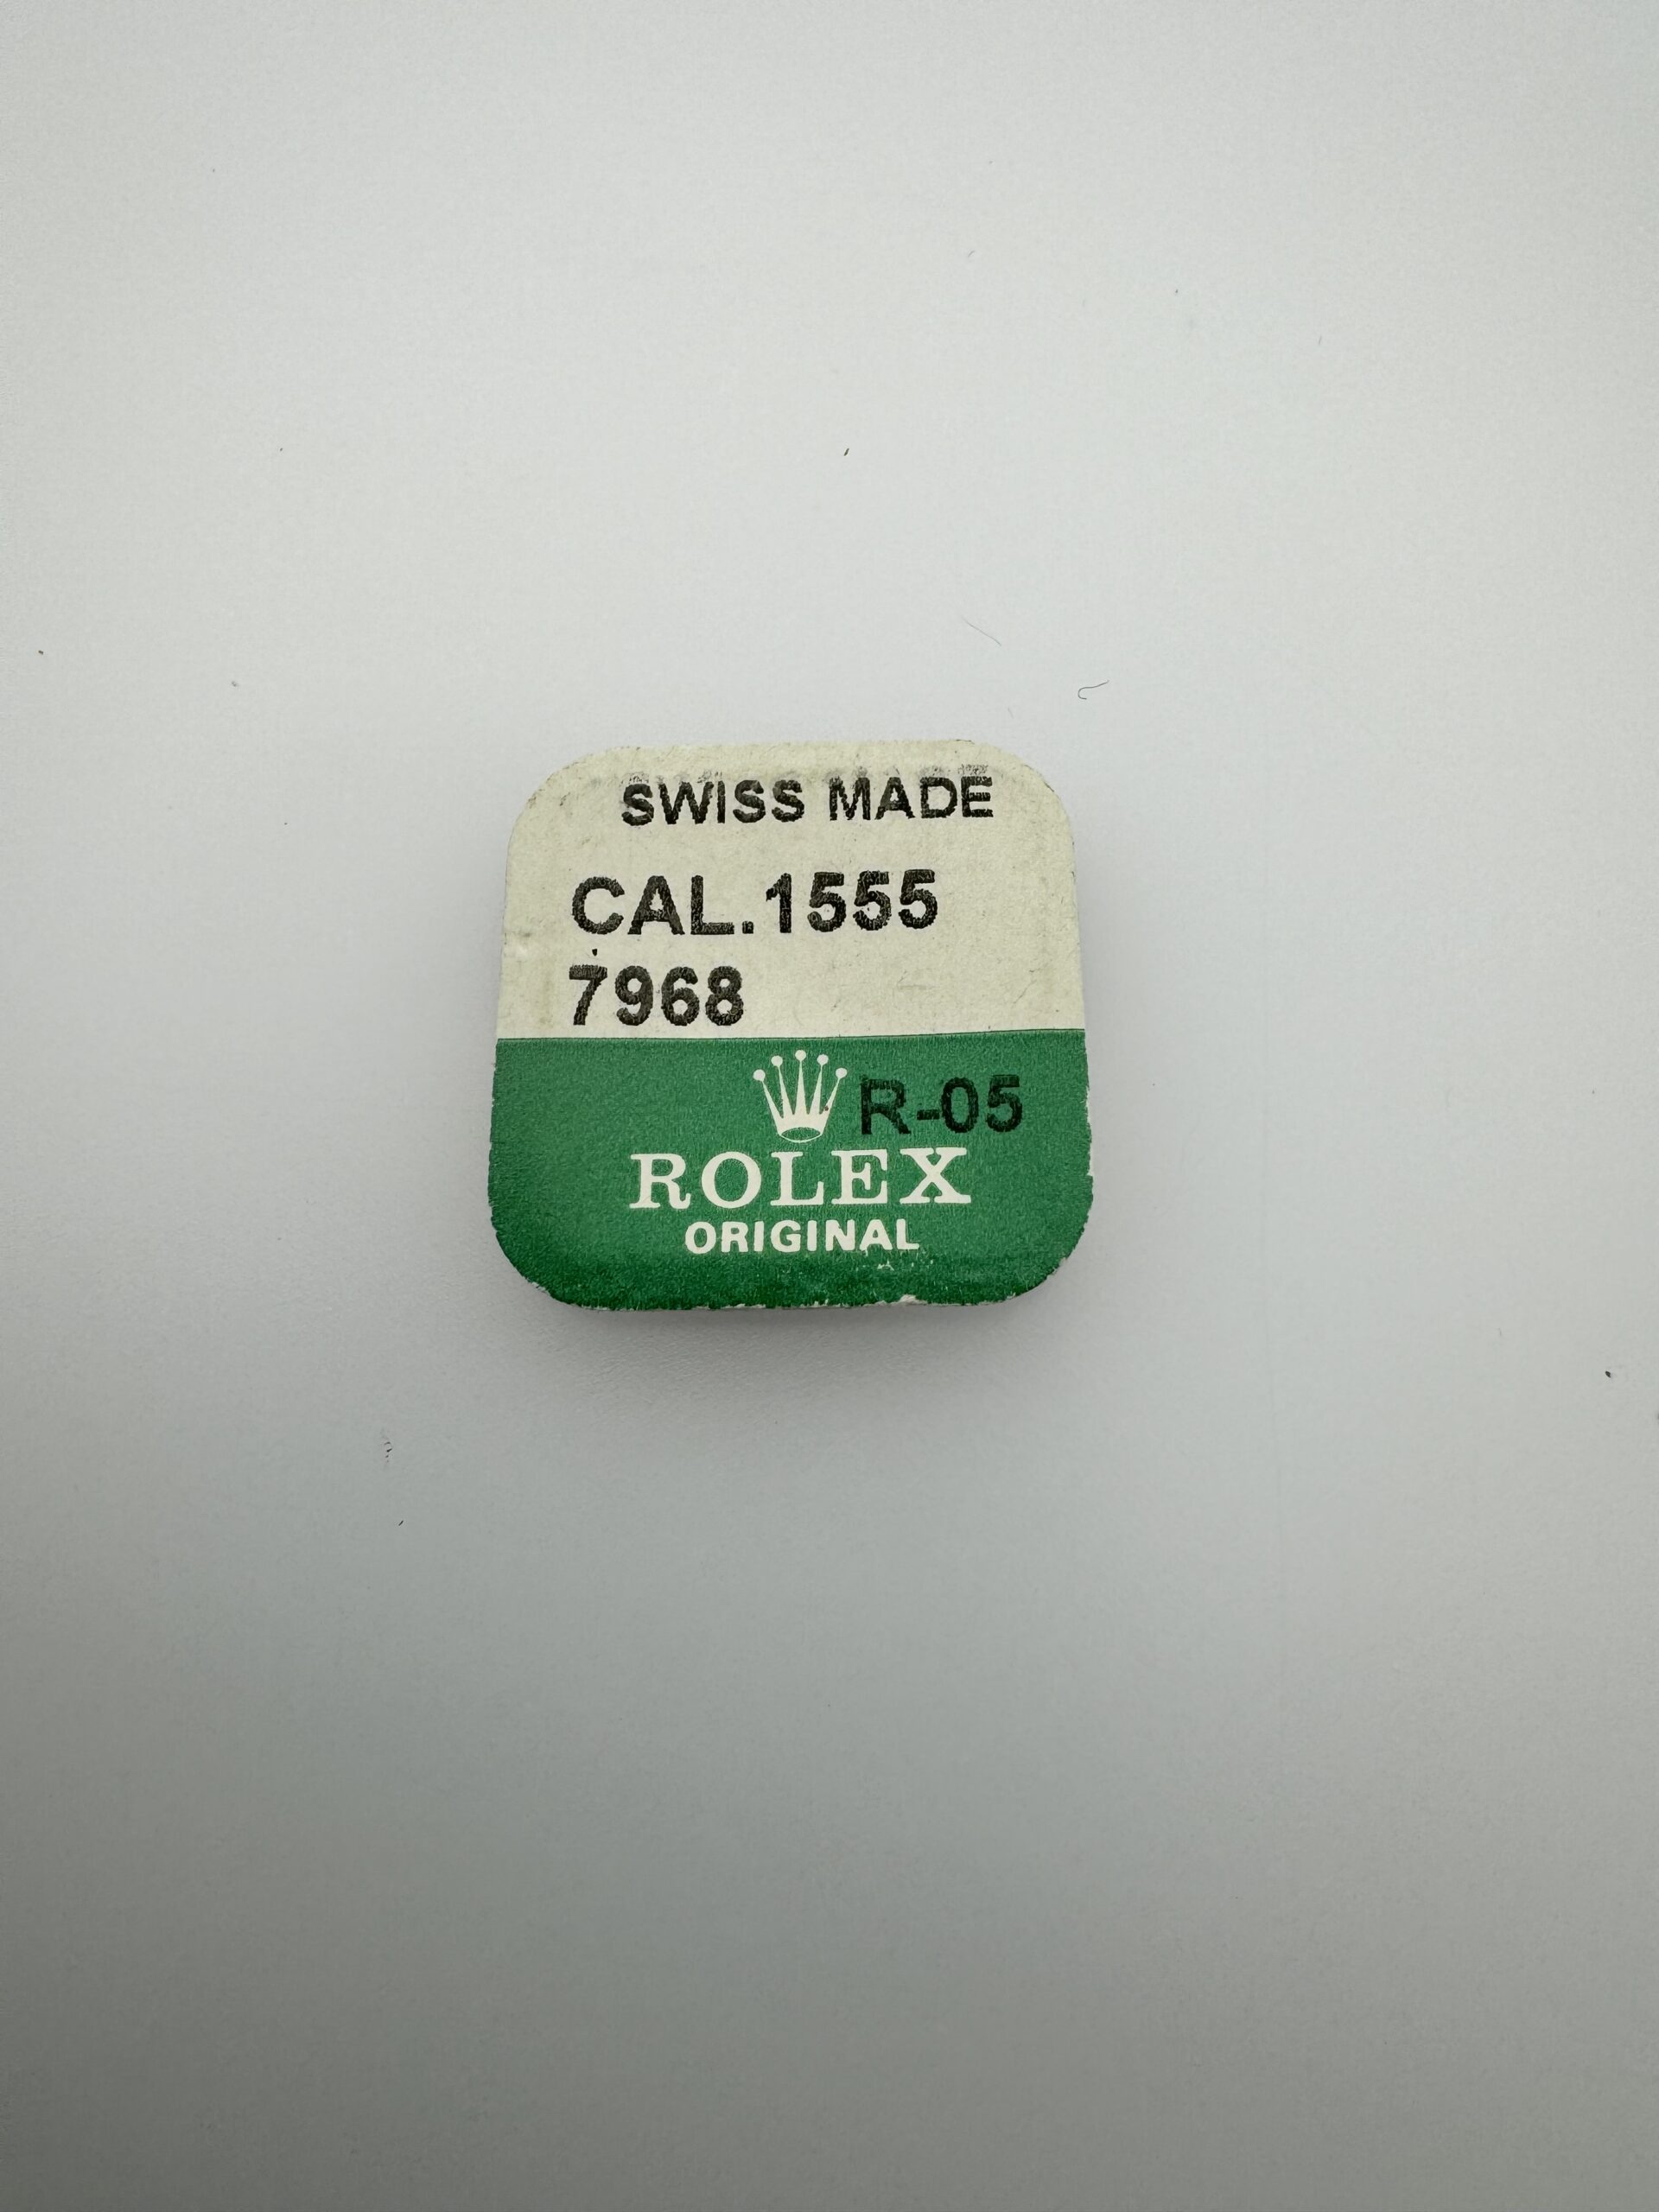 SWISS MADE
CAL.1555
7968
R-05
ROLEX
ORIGINAL